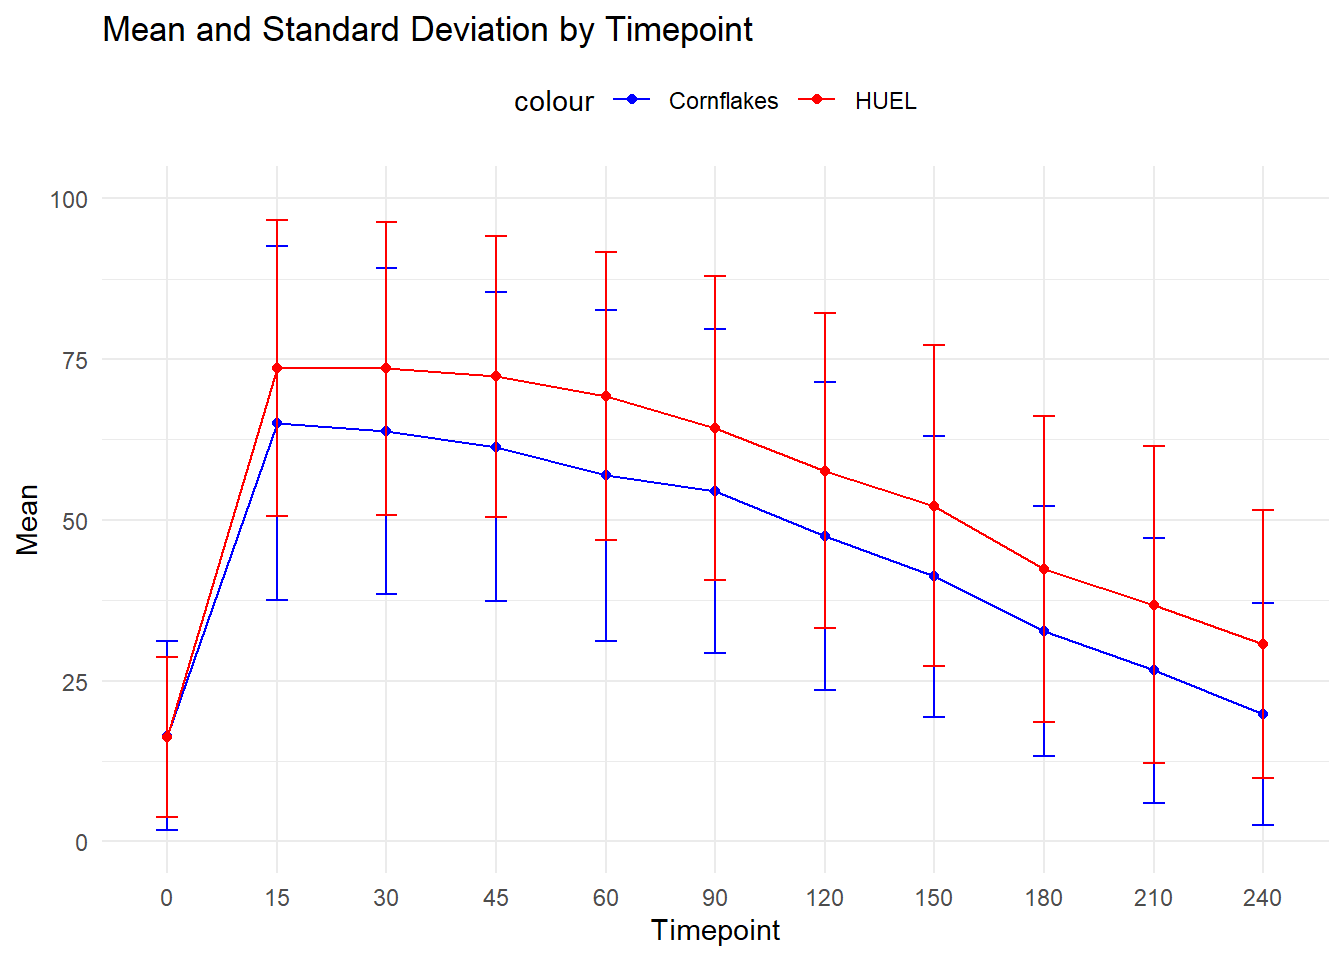 Mean and Standard Deviation by Timepoint
colour Cornflakes HUEL
100
75
50
25
0
Mean
0 15 30 45 60 90 120 150 180 210 240
Timepoint